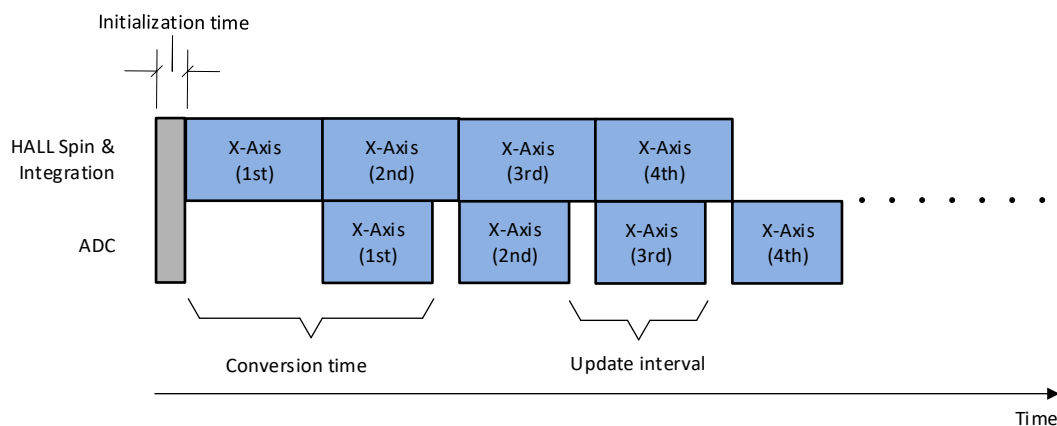 Initialization time
HALL Spin &
Integration
X-Axis
(1st)
X-Axis
(2nd)
X-Axis
(3rd)
X-Axis
(4th)
ADC
X-Axis
(1st)
X-Axis
(2nd)
X-Axis
(3rd)
X-Axis
(4th)
Conversion time
Update interval
Time